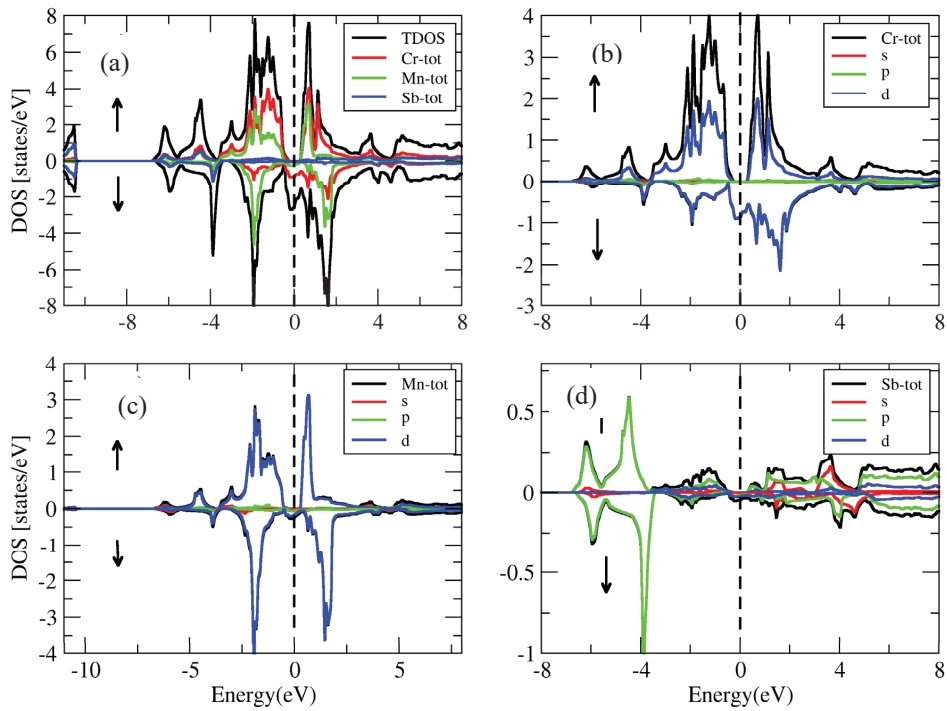 8
6
4
2
0
2
4
6
8
DOS [states/eV]
(a)
TDOS
Cr-tot
Mn-tot
Sb-tot
-8
-4
0
4
8
4
3
2
1
0
-1
-2
-3
4
(b)
Cr-tot
s
p
d
-8
-4
0
4
8
4
3
2
1
0
-1
-2
-3
-4
DCS [states/eV]
(c)
Mn-tot
s
p
d
-10
-5
0
5
Energy(eV)
0.5
0
-0.5
-1
(d)
Sb-tot
s
p
d
-8
-4
0
4
8
Energy(eV)